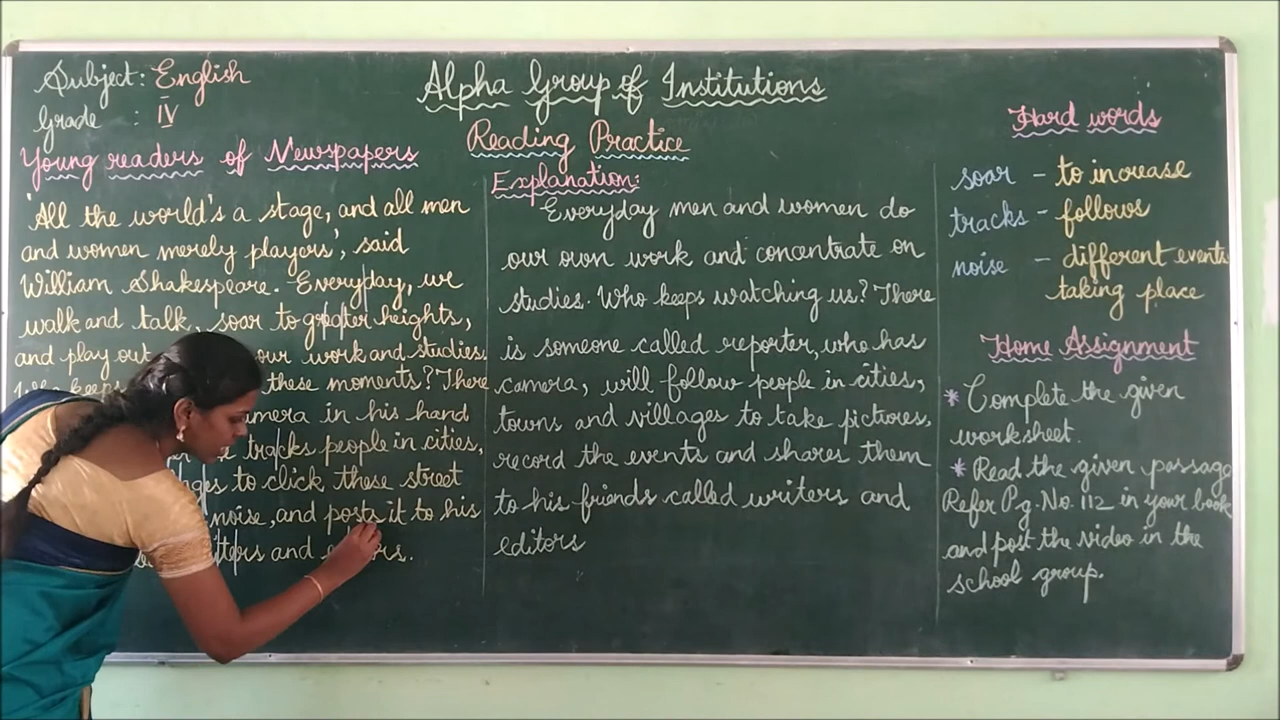 Subject: English
Grade : IV
Alpha Group of Institutions
Reading Practice
Young readers of Newspapers
'All the world's a stage, and all men
and women merely players', said
William Shakespeare. Everyday, we
walk and talk, soar to greater heights,
and play out our work and studies.
these moments? There
in his hand
tracks people in cities,
to click these street
noise, and posts it to his
and
Explanation:
Everyday men and women do
our own work and concentrate on
studies. Who keeps watching us? There
is someone called reporter, who has
camera, will follow people in cities,
towns and villages to take pictures,
record the events and shares them
to his friends called writers and
editors
Hard words
soar - to increase
tracks - follows
noise - different events
taking place
Home Assignment
* Complete the given
worksheet.
* Read the given passage
Refer Pg. No. 112 in your book
and post the video in the
school group.